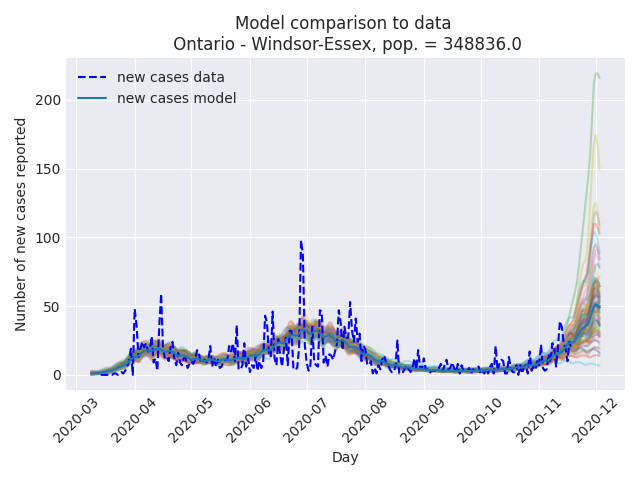 Model comparison to data
Ontario - Windsor-Essex, pop. = 348836.0
new cases data
new cases model
Number of new cases reported
200
150
100
50
0
2020-03
2020-04
2020-05
2020-06
2020-07
2020-08
2020-09
2020-10
2020-11
2020-12
Day